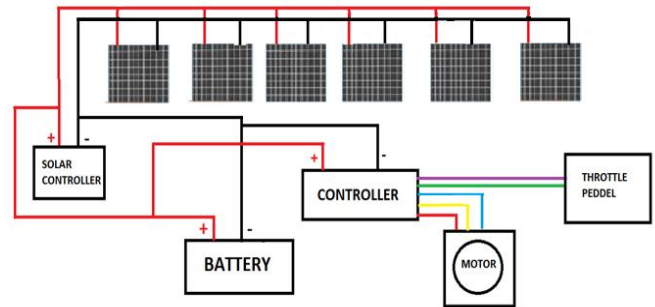 + -
SOLAR
CONTROLLER
+ -
CONTROLLER
THROTTLE
PEDDEL
+ -
BATTERY
MOTOR